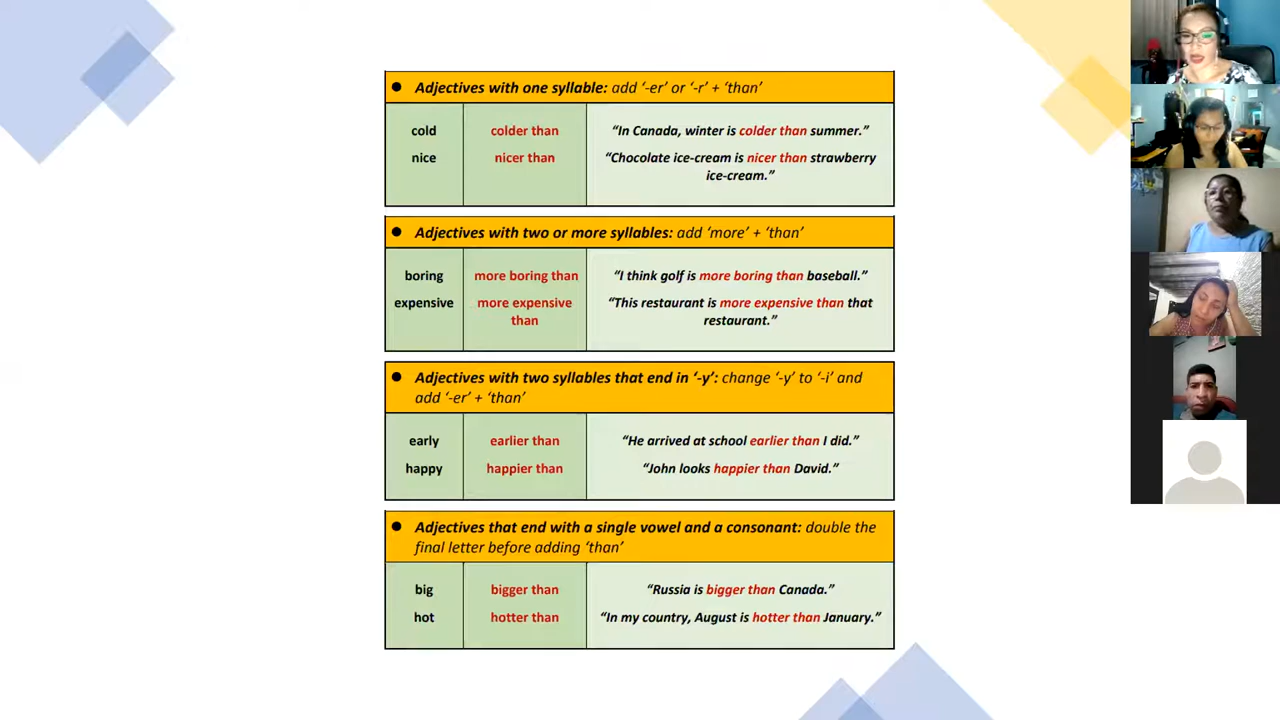 ● Adjectives with one syllable: add ‘-er’ or ‘-r’ + ‘than’
cold colder than “In Canada, winter is colder than summer.”
nice nicer than “Chocolate ice-cream is nicer than strawberry
ice-cream.”
● Adjectives with two or more syllables: add ‘more’ + ‘than’
boring more boring than “I think golf is more boring than baseball.”
expensive more expensive “This restaurant is more expensive than that
than restaurant.”
● Adjectives with two syllables that end in ‘-y’: change ‘-y’ to ‘-i’ and
add ‘-er’ + ‘than’
early earlier than “He arrived at school earlier than I did.”
happy happier than “John looks happier than David.”
● Adjectives that end with a single vowel and a consonant: double the
final letter before adding ‘than’
big bigger than “Russia is bigger than Canada.”
hot hotter than “In my country, August is hotter than January.”